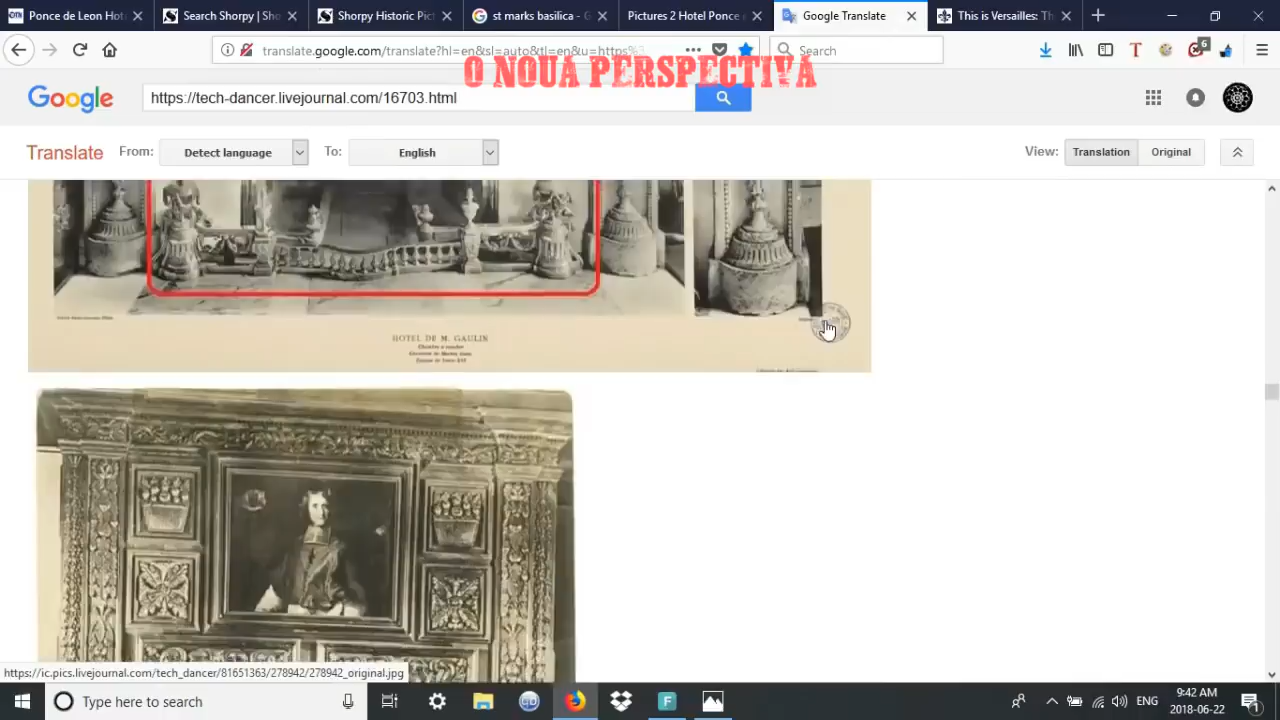 Ponce de Leon Hot
Search Shorpy | Sho
Shorpy Historic Pict
st marks basilica - G
Pictures 2 Hotel Ponce
Google Translate
This is Versailles: Th
translate.google.com/translate?hl=en&sl=auto&tl=en&u=https%3
Search
6
O NOUA PERSPECTIVA
Google
https://tech-dancer.livejournal.com/16703.html
Translate
From:
Detect language
To:
English
View:
Translation
Original
HOTEL DE M. GAULIN
https://ic.pics.livejournal.com/tech_dancer/81651363/278942/278942_original.jpg
Type here to search
ENG
9:42 AM
2018-06-22
1